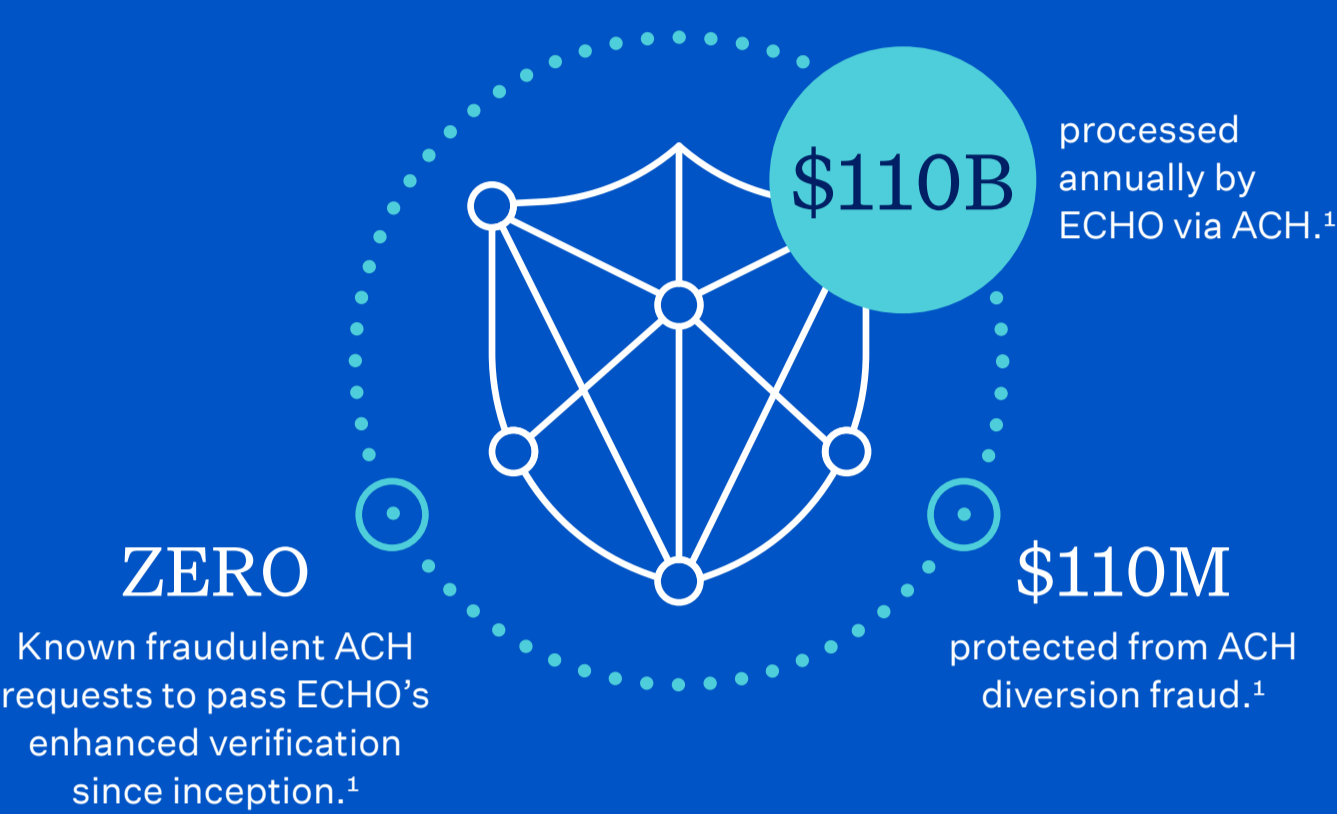 $110B
processed
annually by
ECHO via ACH.¹
ZERO
Known fraudulent ACH
requests to pass ECHO’s
enhanced verification
since inception.¹
$110M
protected from ACH
diversion fraud.¹